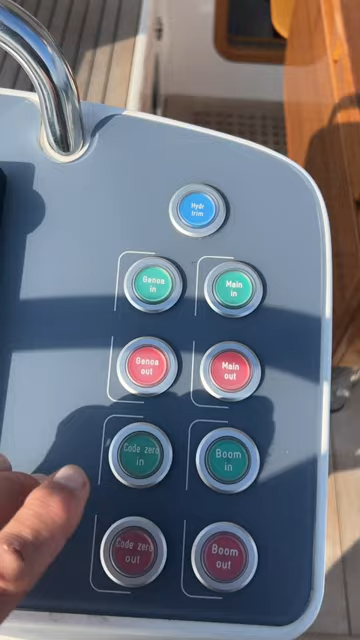 Hydr
trim
Genoa
in
Main
in
Genoa
out
Main
out
Code zero
in
Boom
in
Code zero
out
Boom
out